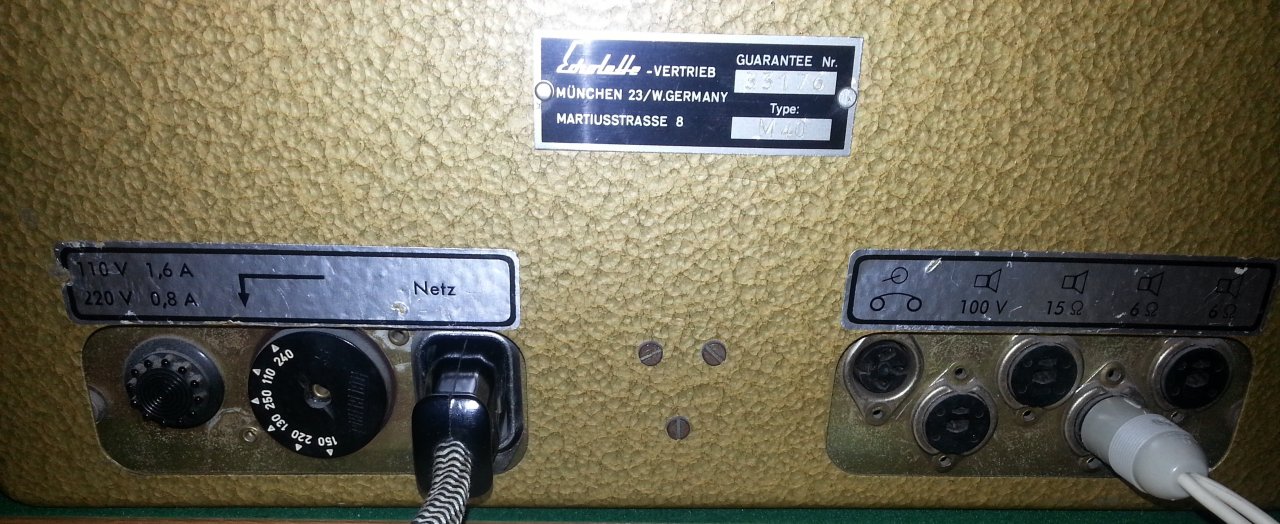 Echolette -VERTRIEB
MÜNCHEN 23/W.GERMANY
MARTIUSSTRASSE 8
GUARANTEE Nr.
33176
Type:
M40
110 V 1,6 A
220 V 0,8 A
Netz
240
110
250
130
220
150
100 V
15 Ω
6 Ω
6 Ω